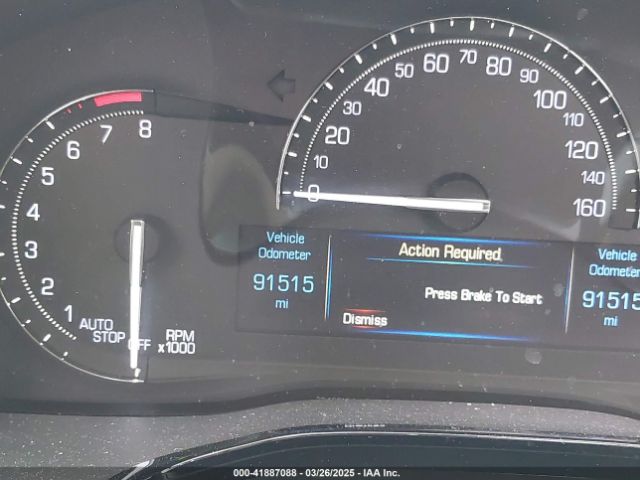 8
7
6
5
4
3
2
1
AUTO
STOP
OFF
RPM
x1000
0
10
20
30
40
50
60
70
80
90
100
110
120
140
160
Vehicle
Odometer
91515
mi
Action Required.
Press Brake To Start
Dismiss
Vehicle
Odometer
91515
mi
000-41887088 - 03/26/2025 - IAA Inc.